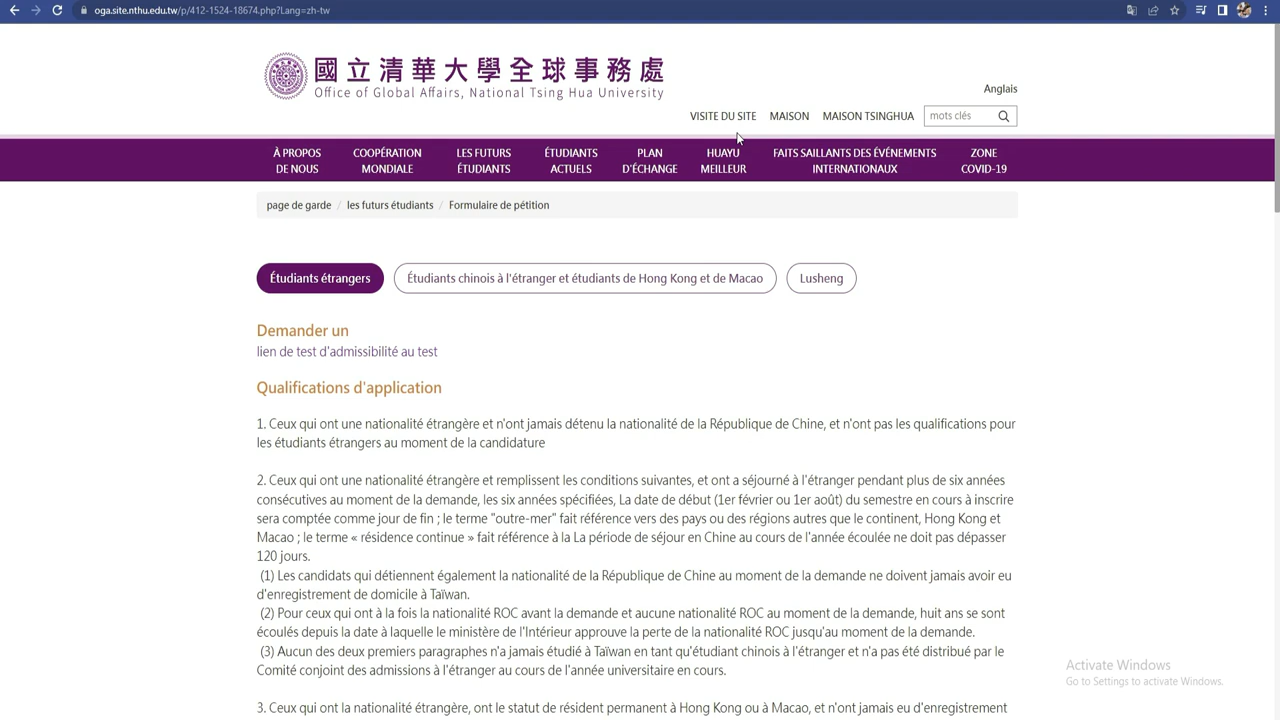 oga.site.nthu.edu.tw/p/412-1524-18674.php?Lang=zh-tw
國立清華大學全球事務處
Office of Global Affairs, National Tsing Hua University
Anglais
VISITE DU SITE MAISON MAISON TSINGHUA mots clés
À PROPOS DE NOUS
COOPÉRATION MONDIALE
LES FUTURS ÉTUDIANTS
ÉTUDIANTS ACTUELS
PLAN D'ÉCHANGE
HUAYU MEILLEUR
FAITS SAILLANTS DES ÉVÉNEMENTS INTERNATIONAUX
ZONE COVID-19
page de garde / les futurs étudiants / Formulaire de pétition
Étudiants étrangers
Étudiants chinois à l'étranger et étudiants de Hong Kong et de Macao
Lusheng
Demander un
lien de test d'admissibilité au test
Qualifications d'application
1. Ceux qui ont une nationalité étrangère et n'ont jamais détenu la nationalité de la République de Chine, et n'ont pas les qualifications pour
les étudiants étrangers au moment de la candidature
2. Ceux qui ont une nationalité étrangère et remplissent les conditions suivantes, et ont a séjourné à l'étranger pendant plus de six années
consécutives au moment de la demande, les six années spécifiées, La date de début (1er février ou 1er août) du semestre en cours à inscrire
sera comptée comme jour de fin ; le terme "outre-mer" fait référence vers des pays ou des régions autres que le continent, Hong Kong et
Macao ; le terme « résidence continue » fait référence à la La période de séjour en Chine au cours de l'année écoulée ne doit pas dépasser
120 jours.
(1) Les candidats qui détiennent également la nationalité de la République de Chine au moment de la demande ne doivent jamais avoir eu
d'enregistrement de domicile à Taïwan.
(2) Pour ceux qui ont à la fois la nationalité ROC avant la demande et aucune nationalité ROC au moment de la demande, huit ans se sont
écoulés depuis la date à laquelle le ministère de l'Intérieur approuve la perte de la nationalité ROC jusqu'au moment de la demande.
(3) Aucun des deux premiers paragraphes n'a jamais étudié à Taïwan en tant qu'étudiant chinois à l'étranger et n'a pas été distribué par le
Comité conjoint des admissions à l'étranger au cours de l'année universitaire en cours.
3. Ceux qui ont la nationalité étrangère, ont le statut de résident permanent à Hong Kong ou à Macao, et n'ont jamais eu d'enregistrement
Activate Windows
Go to Settings to activate Windows.